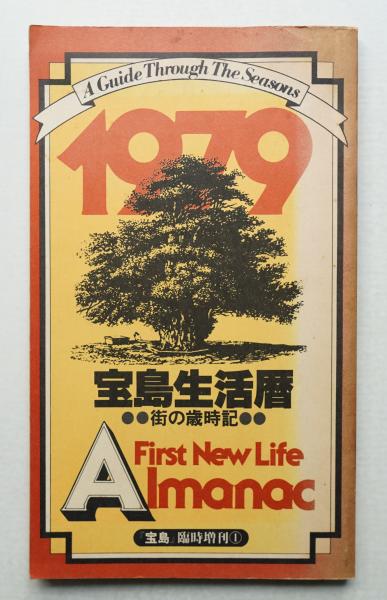 A Guide Through The Seasons
1979
宝島生活暦
●●街の歳時記●●
First New Life
Almanac
『宝島』臨時増刊①